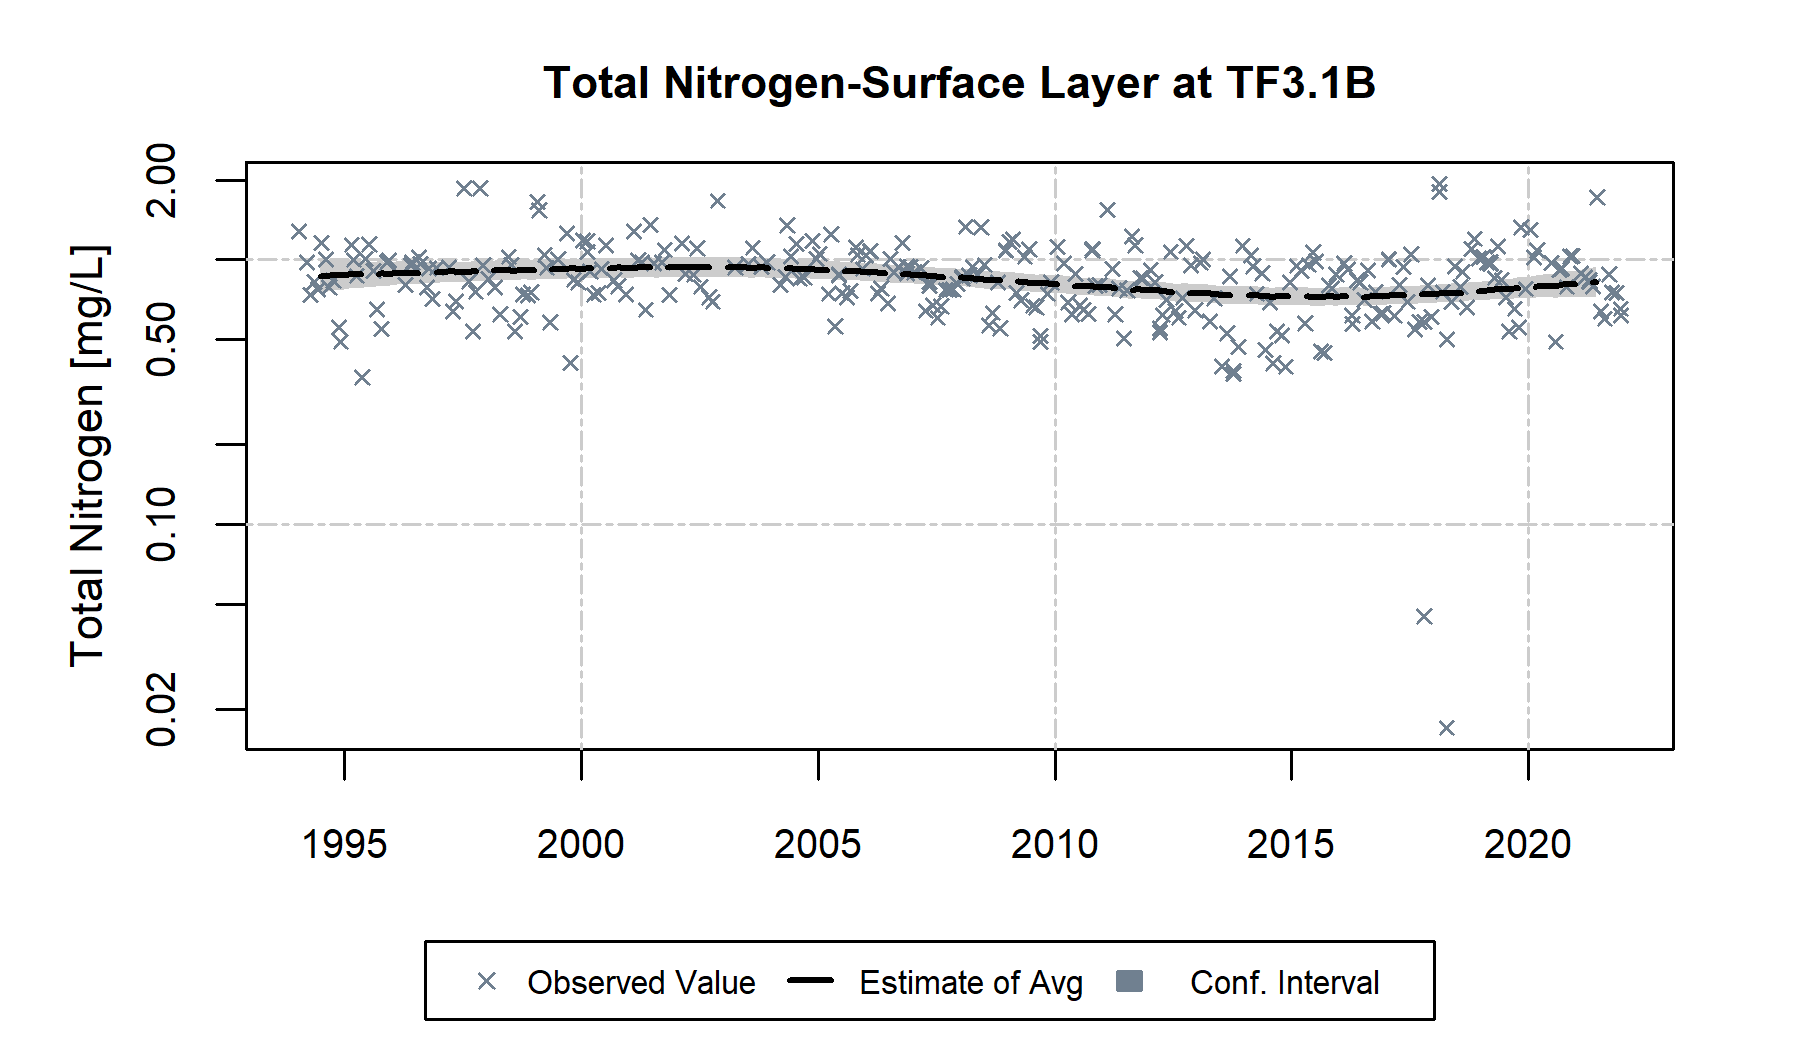 Total Nitrogen-Surface Layer at TF3.1B
Total Nitrogen [mg/L]
2.00
0.50
0.10
0.02
1995 2000 2005 2010 2015 2020
Observed Value Estimate of Avg Conf. Interval